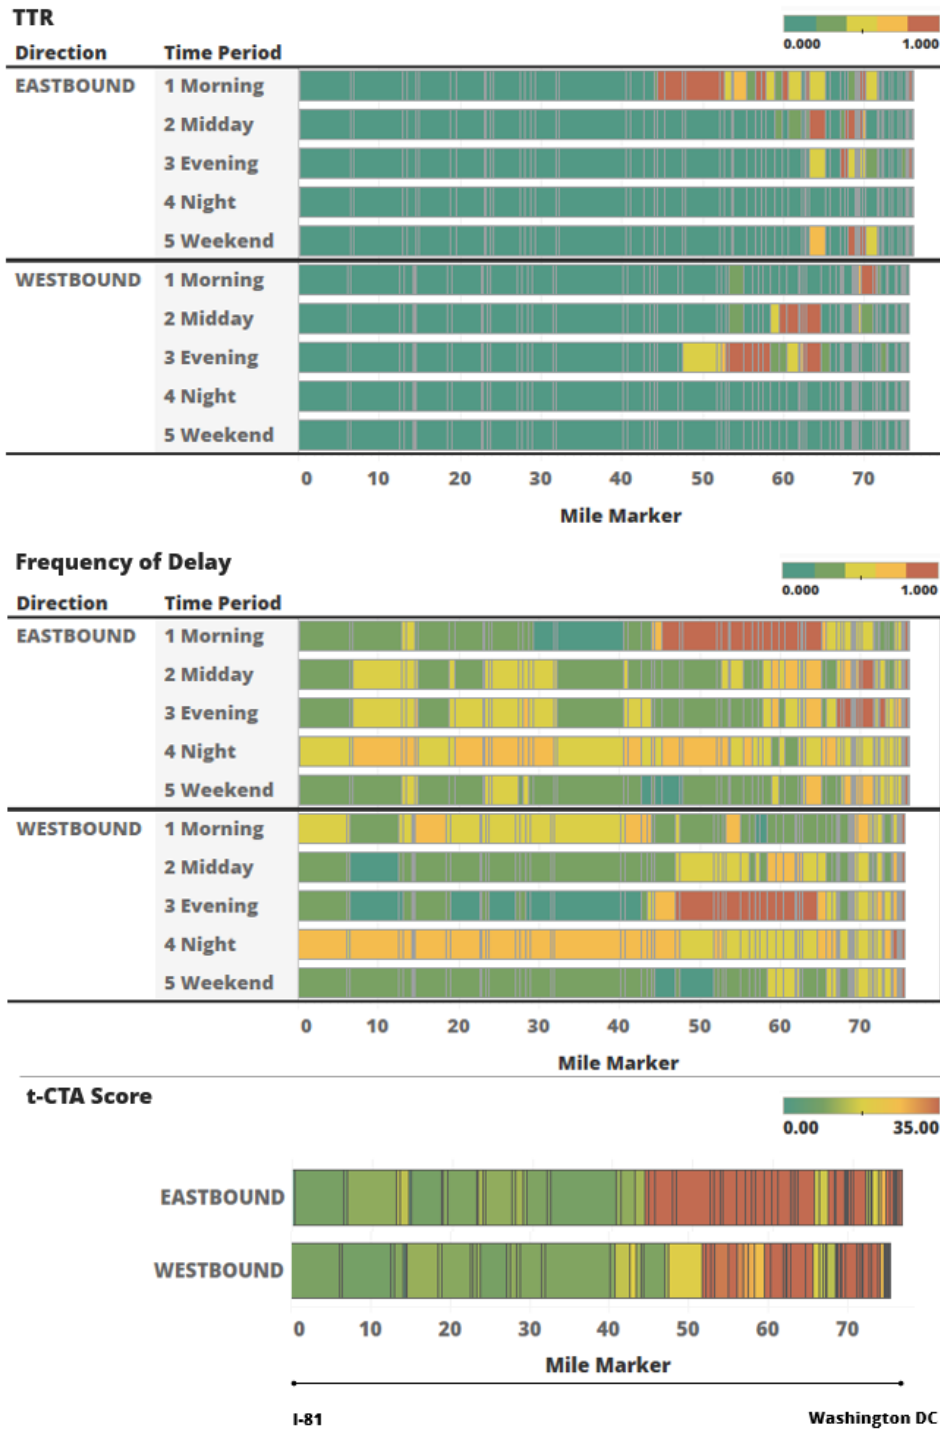 TTR
0.000 1.000
Direction Time Period
EASTBOUND 1 Morning
2 Midday
3 Evening
4 Night
5 Weekend
WESTBOUND 1 Morning
2 Midday
3 Evening
4 Night
5 Weekend
0 10 20 30 40 50 60 70
Mile Marker
Frequency of Delay
0.000 1.000
Direction Time Period
EASTBOUND 1 Morning
2 Midday
3 Evening
4 Night
5 Weekend
WESTBOUND 1 Morning
2 Midday
3 Evening
4 Night
5 Weekend
0 10 20 30 40 50 60 70
Mile Marker
t-CTA Score
0.00 35.00
EASTBOUND
WESTBOUND
0 10 20 30 40 50 60 70
Mile Marker
I-81 Washington DC